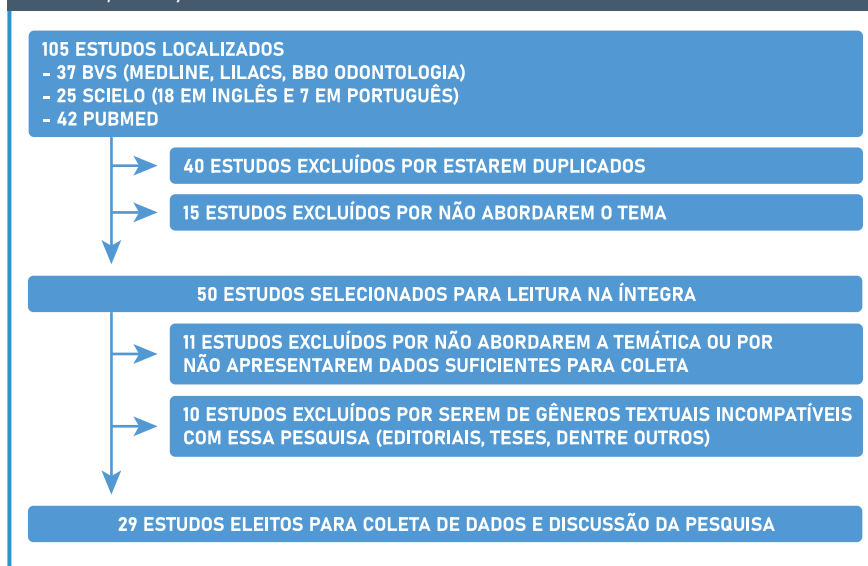 105 ESTUDOS LOCALIZADOS
- 37 BVS (MEDLINE, LILACS, BBO ODONTOLOGIA)
- 25 SCIELO (18 EM INGLÊS E 7 EM PORTUGUÊS)
- 42 PUBMED
40 ESTUDOS EXCLUÍDOS POR ESTAREM DUPLICADOS
15 ESTUDOS EXCLUÍDOS POR NÃO ABORDAREM O TEMA
50 ESTUDOS SELECIONADOS PARA LEITURA NA ÍNTEGRA
11 ESTUDOS EXCLUÍDOS POR NÃO ABORDAREM A TEMÁTICA OU POR
NÃO APRESENTAREM DADOS SUFICIENTES PARA COLETA
10 ESTUDOS EXCLUÍDOS POR SEREM DE GÊNEROS TEXTUAIS INCOMPATÍVEIS
COM ESSA PESQUISA (EDITORIAIS, TESES, DENTRE OUTROS)
29 ESTUDOS ELEITOS PARA COLETA DE DADOS E DISCUSSÃO DA PESQUISA